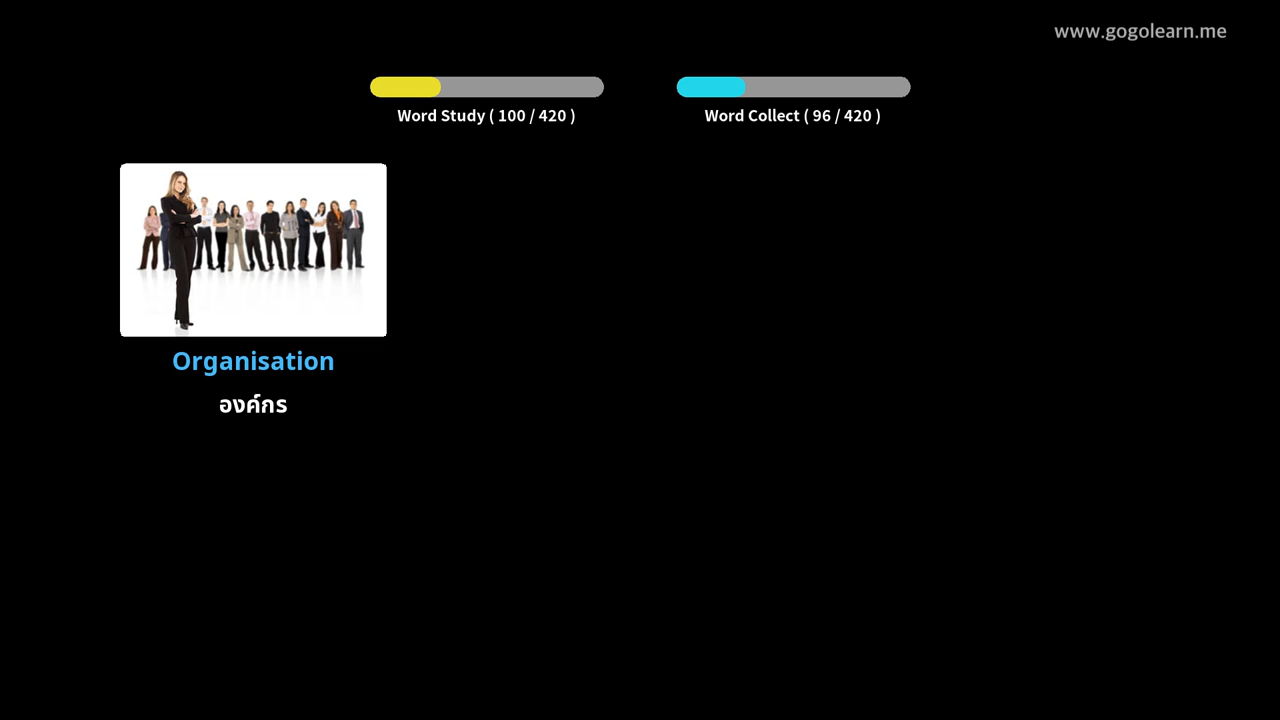 www.gogolearn.me
Word Study ( 100 / 420 )
Word Collect ( 96 / 420 )
Organisation
องค์กร